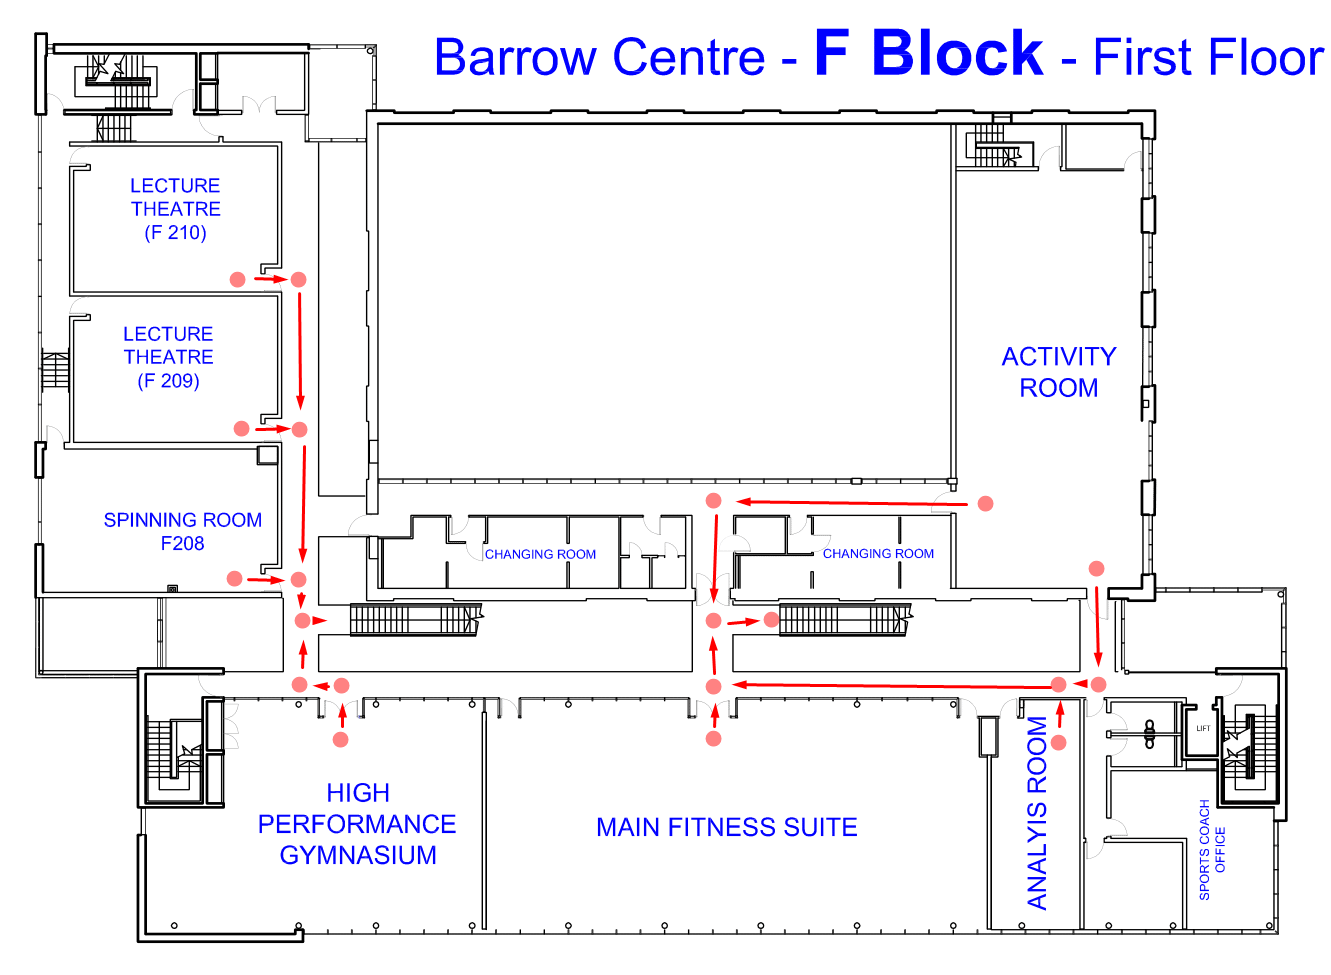 Barrow Centre - F Block - First Floor
LECTURE
THEATRE
(F 210)
LECTURE
THEATRE
(F 209)
ACTIVITY
ROOM
SPINNING ROOM
F208
CHANGING ROOM
CHANGING ROOM
HIGH
PERFORMANCE
GYMNASIUM
MAIN FITNESS SUITE
ANALYIS ROOM
LIFT
SPORTS COACH
OFFICE